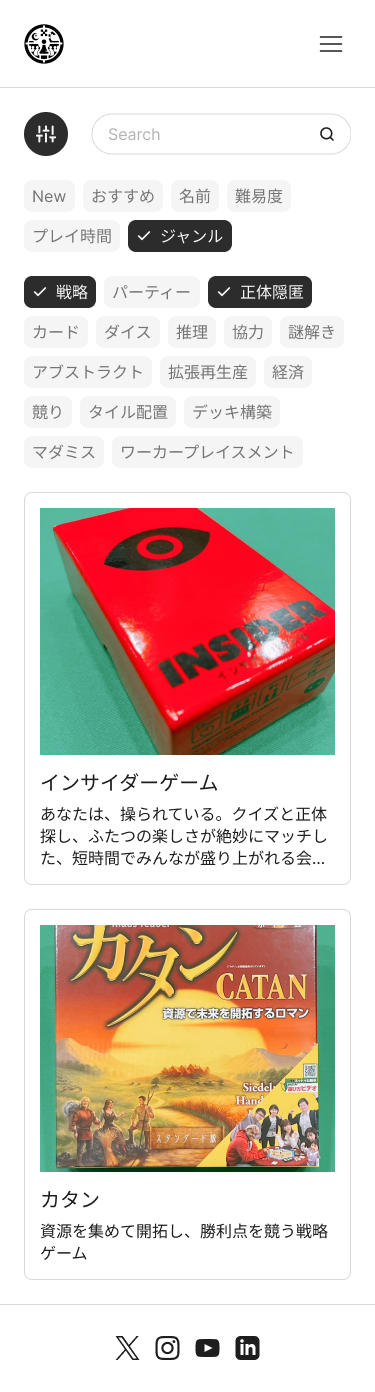 Search
New おすすめ 名前 難易度
プレイ時間 ジャンル
戦略 パーティー 正体隠匿
カード ダイス 推理 協力 謎解き
アブストラクト 拡張再生産 経済
競り タイル配置 デッキ構築
マダミス ワーカープレイスメント
INSIDER
インサイダーゲーム
あなたは、操られている。クイズと正体
探し、ふたつの楽しさが絶妙にマッチし
た、短時間でみんなが盛り上がれる会...
カタン
CATAN
資源で未来を開拓するロマン
スタンダード版
カタン
資源を集めて開拓し、勝利点を競う戦略
ゲーム